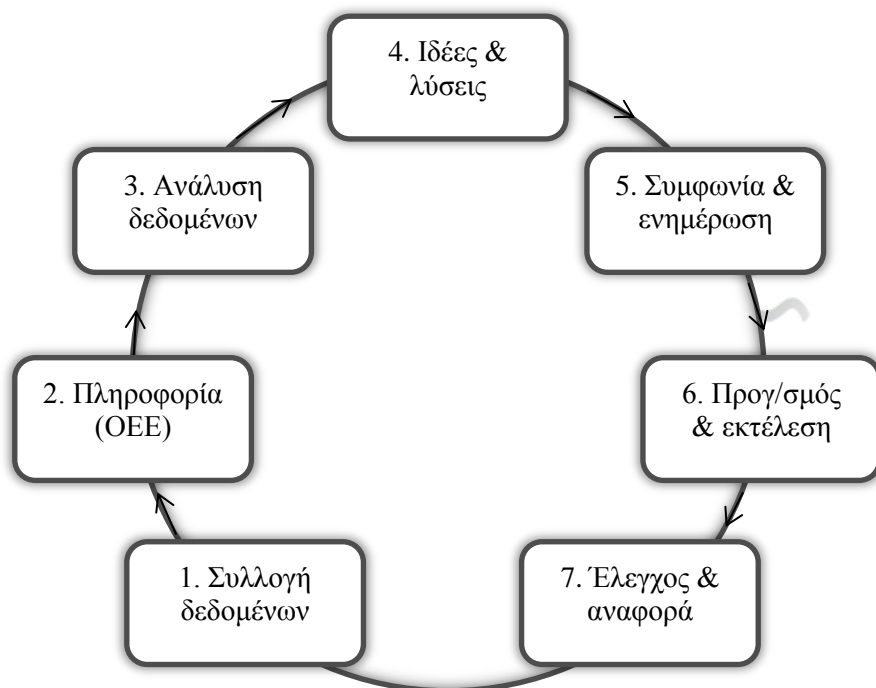 1. Συλλογή
δεδομένων
2. Πληροφορία
(OEE)
3. Ανάλυση
δεδομένων
4. Ιδέες &
λύσεις
5. Συμφωνία &
ενημέρωση
6. Προγ/σμός
& εκτέλεση
7. Έλεγχος &
αναφορά